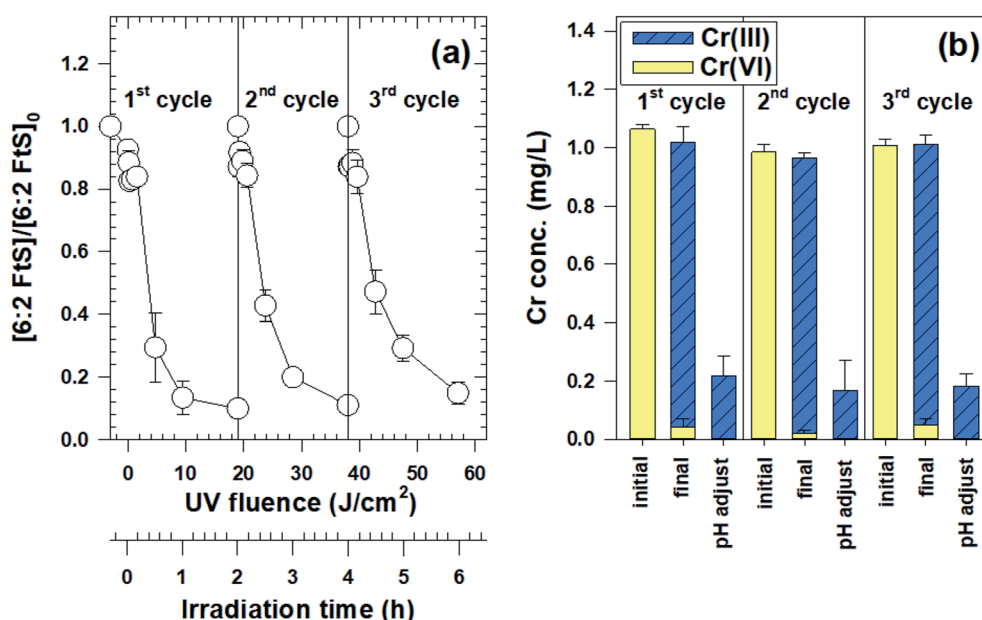 (a)
1st cycle 2nd cycle 3rd cycle
[6:2 FtS]/[6:2 FtS]0
1.2
1.0
0.8
0.6
0.4
0.2
0.0
0 10 20 30 40 50 60
UV fluence (J/cm2)
0 1 2 3 4 5 6
Irradiation time (h)
(b)
Cr(III)
Cr(VI)
1st cycle 2nd cycle 3rd cycle
Cr conc. (mg/L)
1.4
1.2
1.0
0.8
0.6
0.4
0.2
0.0
initial final pH adjust initial final pH adjust initial final pH adjust